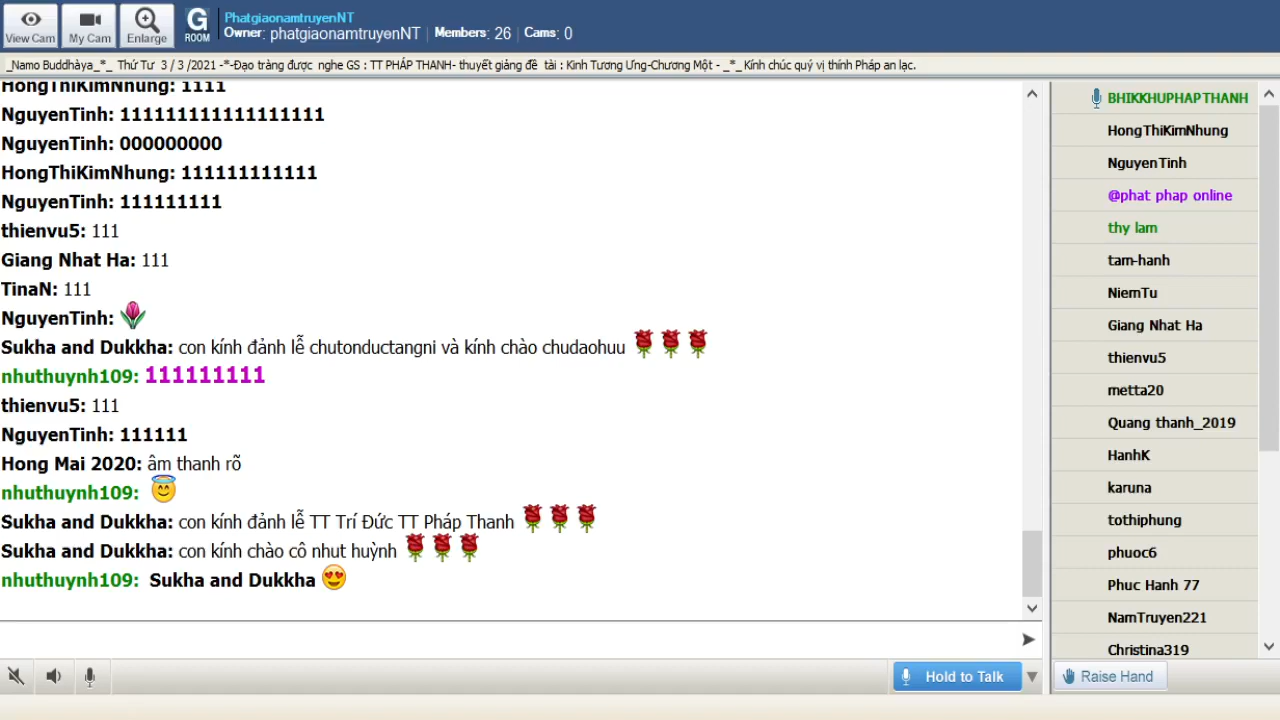 View Cam
My Cam
Enlarge
G
ROOM
PhatgiaonamtruyenNT
Owner: phatgiaonamtruyenNT | Members: 26 | Cams: 0
_Namo Buddhàya_*_ Thứ Tư 3 / 3 /2021 -*-Đạo tràng được nghe GS : TT PHÁP THANH- thuyết giảng đề tài : Kinh Tương Ưng-Chương Một - _*_Kính chúc quý vị thính Pháp an lạc.
HongThiKimNhung: 1111
NguyenTinh: 111111111111111111
NguyenTinh: 000000000
HongThiKimNhung: 111111111111
NguyenTinh: 111111111
thienvu5: 111
Giang Nhat Ha: 111
TinaN: 111
NguyenTinh:
Sukha and Dukkha: con kính đảnh lễ chutonductangni và kính chào chudaohuu
nhuthuynh109: 111111111
thienvu5: 111
NguyenTinh: 111111
Hong Mai 2020: âm thanh rõ
nhuthuynh109:
Sukha and Dukkha: con kính đảnh lễ TT Trí Đức TT Pháp Thanh
Sukha and Dukkha: con kính chào cô nhut huỳnh
nhuthuynh109: Sukha and Dukkha
Hold to Talk
BHIKKHUPHAPTHANH
HongThiKimNhung
NguyenTinh
@phat phap online
thy lam
tam-hanh
NiemTu
Giang Nhat Ha
thienvu5
metta20
Quang thanh_2019
HanhK
karuna
tothiphung
phuoc6
Phuc Hanh 77
NamTruyen221
Christina319
Raise Hand